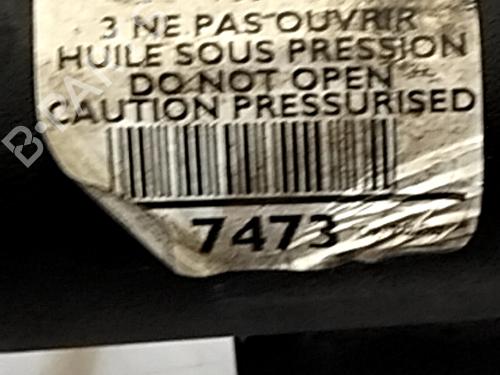 3 NE PAS OUVRIR
HUILE SOUS PRESSION
DO NOT OPEN
CAUTION PRESSURISED
7473